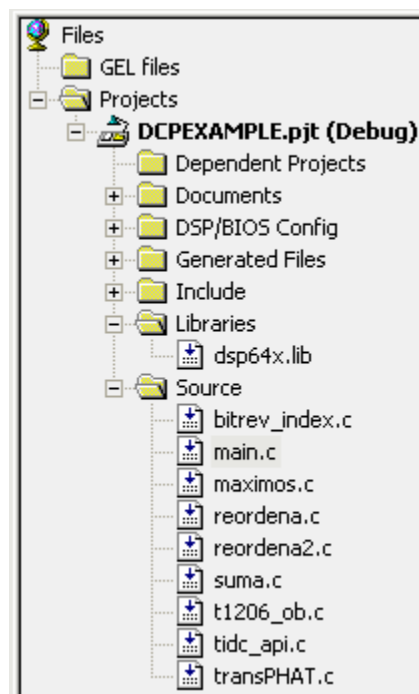 Files
GEL files
Projects
DCPEXAMPLE.pjt (Debug)
Dependent Projects
Documents
DSP/BIOS Config
Generated Files
Include
Libraries
dsp64x.lib
Source
bitrev_index.c
main.c
maximos.c
reordena.c
reordena2.c
suma.c
t1206_ob.c
tidc_api.c
transPHAT.c